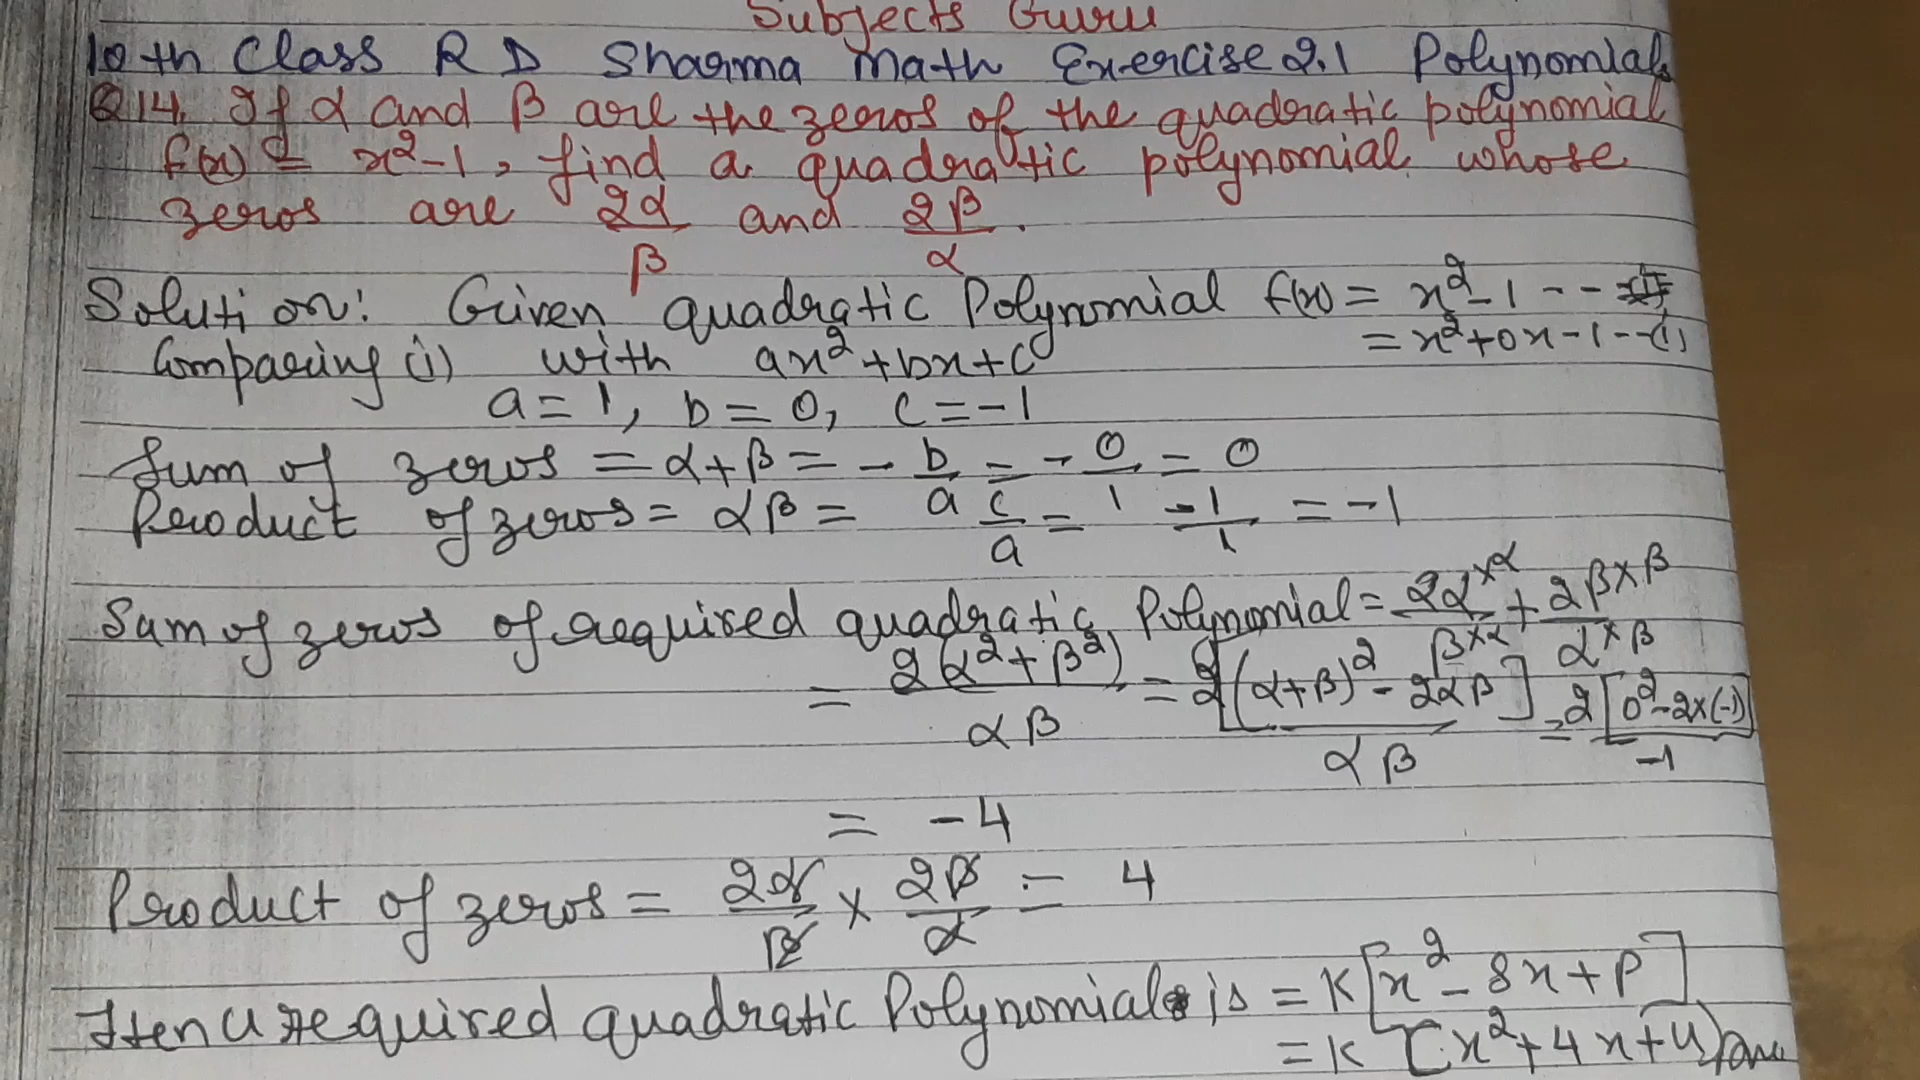 Subjects Guru
10th Class R D Sharma Math Exercise 2.1 Polynomials
Q14. If α and β are the zeros of the quadratic polynomial
f(x) = x²-1, find a quadratic polynomial whose
zeros are 2α/β and 2β/α.
Solution: Given quadratic Polynomial f(x) = x²-1 --
= x²+0x-1--(1)
Comparing (i) with ax²+bx+c
a=1, b=0, c=-1
Sum of zeros = α+β = -b/a = -0/1 = 0
Product of zeros = αβ = c/a = -1/1 = -1
Sum of zeros of required quadratic Polynomial = 2α×α/β×α + 2β×β/α×β
= 2(α²+β²)/αβ = 2[(α+β)²-2αβ]/αβ = 2[0²-2×(-1)]/-1
= -4
Product of zeros = 2α/β × 2β/α = 4
Hence required quadratic Polynomial is = K[x²-Sx+P]
= K[x²+4x+4] Ans